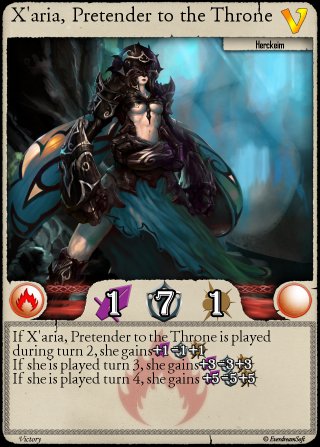 X'aria, Pretender to the Throne V
Herckeim
1 7 1
If X'aria, Pretender to the Throne is played
during turn 2, she gains +1 -1 +1
If she is played turn 3, she gains +3 -3 +3
If she is played turn 4, she gains +5 -5 +5
Victory
© EverdreamSoft